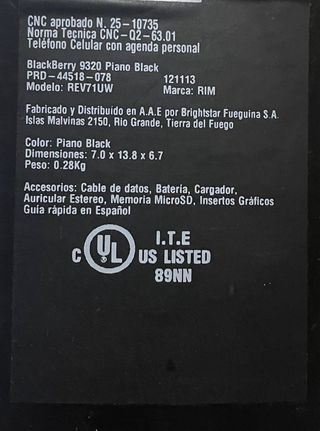 CNC aprobado N. 25-10735
Norma Tecnica CNC-Q2-63.01
Teléfono Celular con agenda personal
BlackBerry 9320 Piano Black
PRD-44518-078 121113
Modelo: REV71UW Marca: RIM
Fabricado y Distribuido en A.A.E por Brightstar Fueguina S.A.
Islas Malvinas 2150, Rio Grande, Tierra del Fuego
Color: Piano Black
Dimensiones: 7.0 x 13.8 x 6.7
Peso: 0.28Kg
Accesorios: Cable de datos, Bateria, Cargador,
Auricular Estereo, Memoria MicroSD, Insertos Gráficos
Guía rápida en Español
I.T.E
C UL US LISTED
89NN